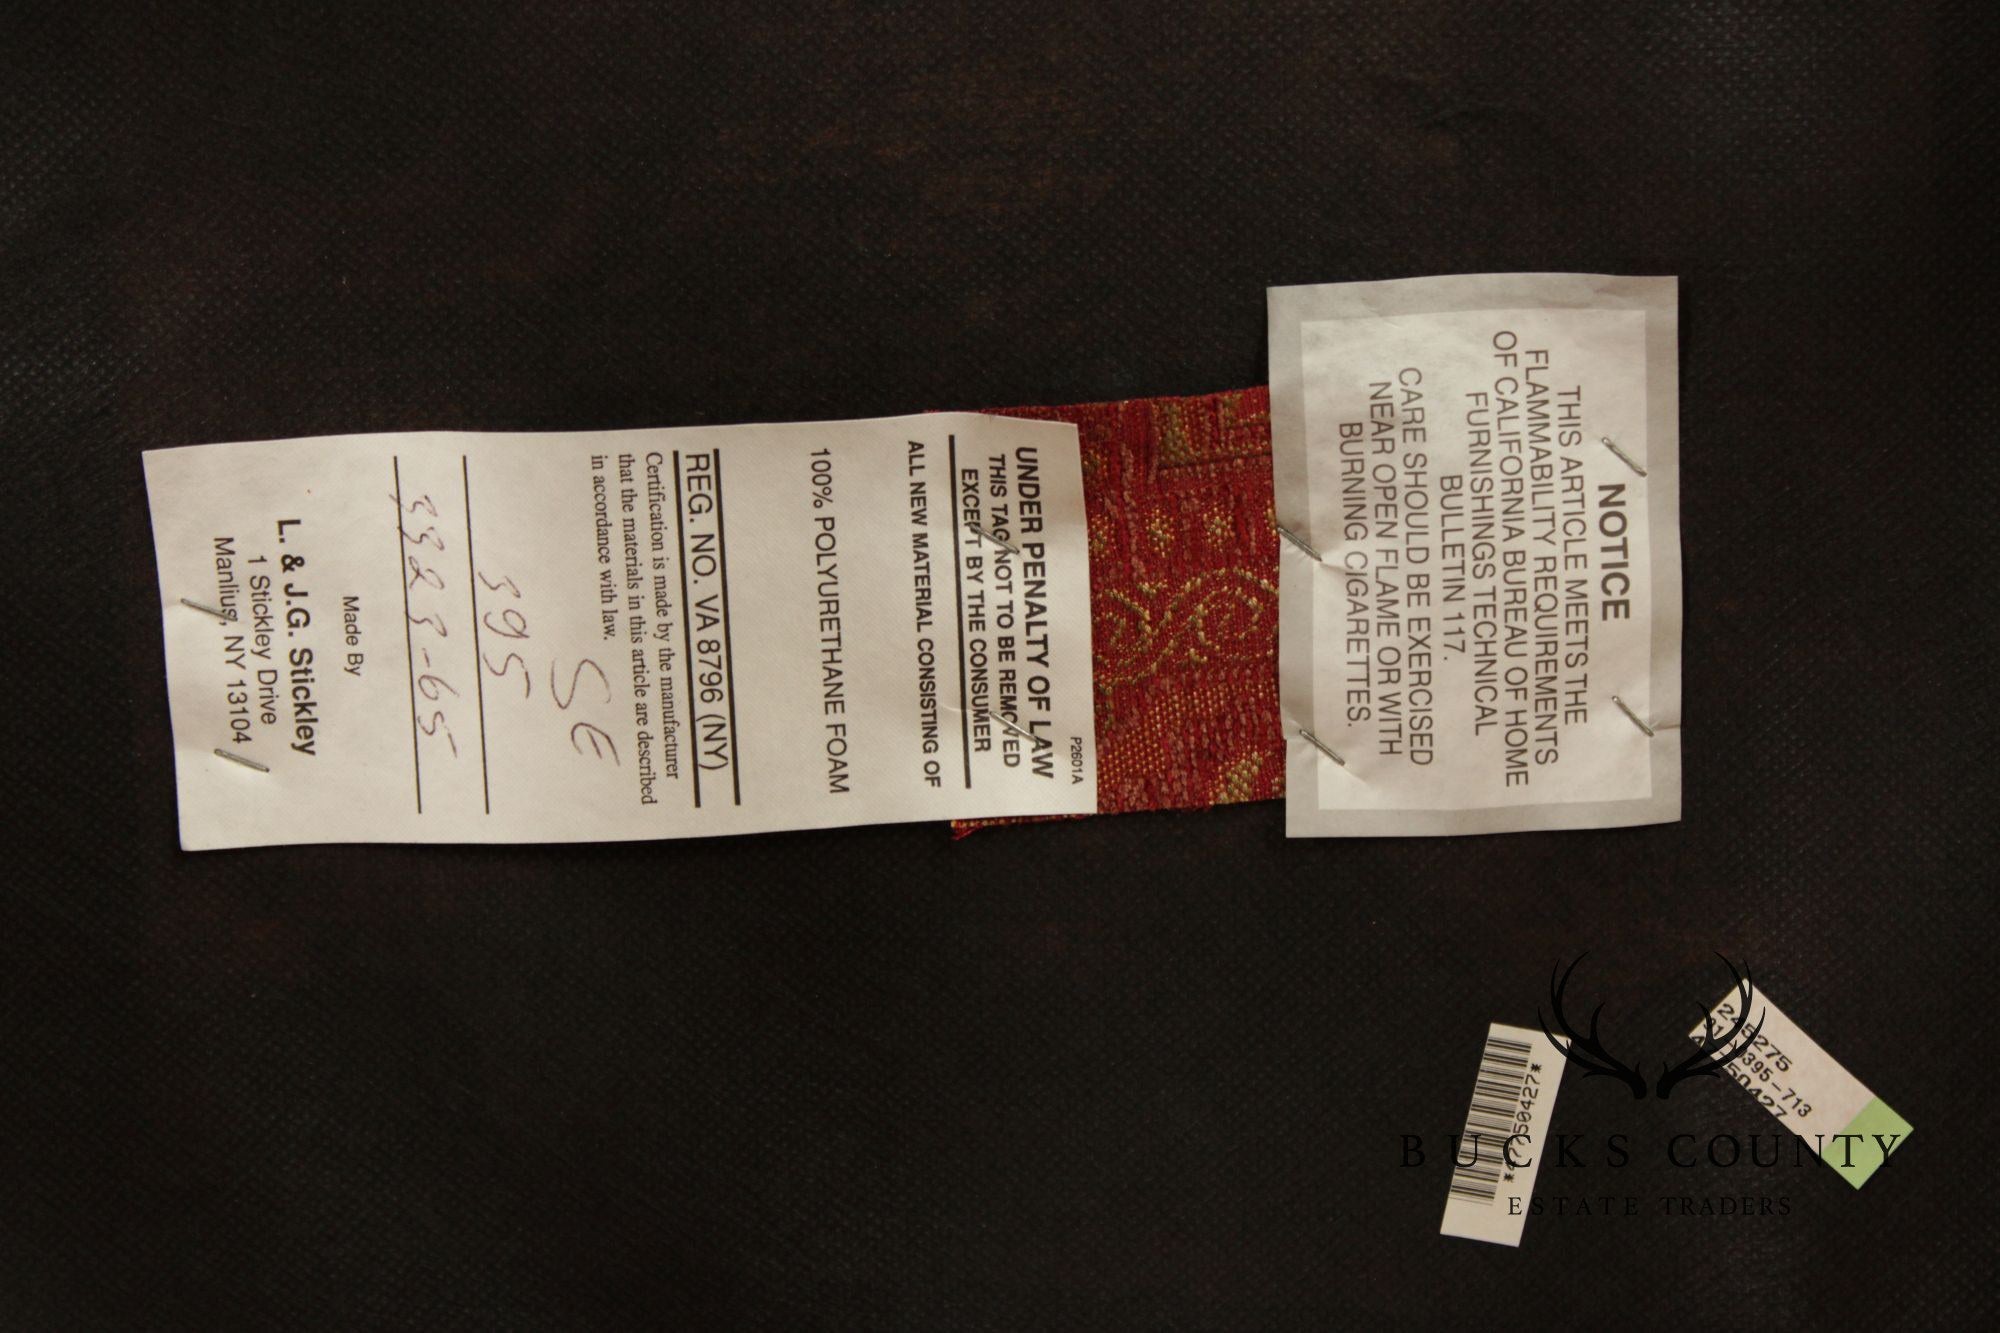 P2601A
UNDER PENALTY OF LAW
THIS TAG NOT TO BE REMOVED
EXCEPT BY THE CONSUMER
ALL NEW MATERIAL CONSISTING OF
100% POLYURETHANE FOAM
REG. NO. VA 8796 (NY)
Certification is made by the manufacturer
that the materials in this article are described
in accordance with law.
SE
395
3323-65
Made By
L. & J.G. Stickley
1 Stickley Drive
Manlius, NY 13104
NOTICE
THIS ARTICLE MEETS THE
FLAMMABILITY REQUIREMENTS
OF CALIFORNIA BUREAU OF HOME
FURNISHINGS TECHNICAL
BULLETIN 117.
CARE SHOULD BE EXERCISED
NEAR OPEN FLAME OR WITH
BURNING CIGARETTES.
BUCKS COUNTY
ESTATE TRADERS